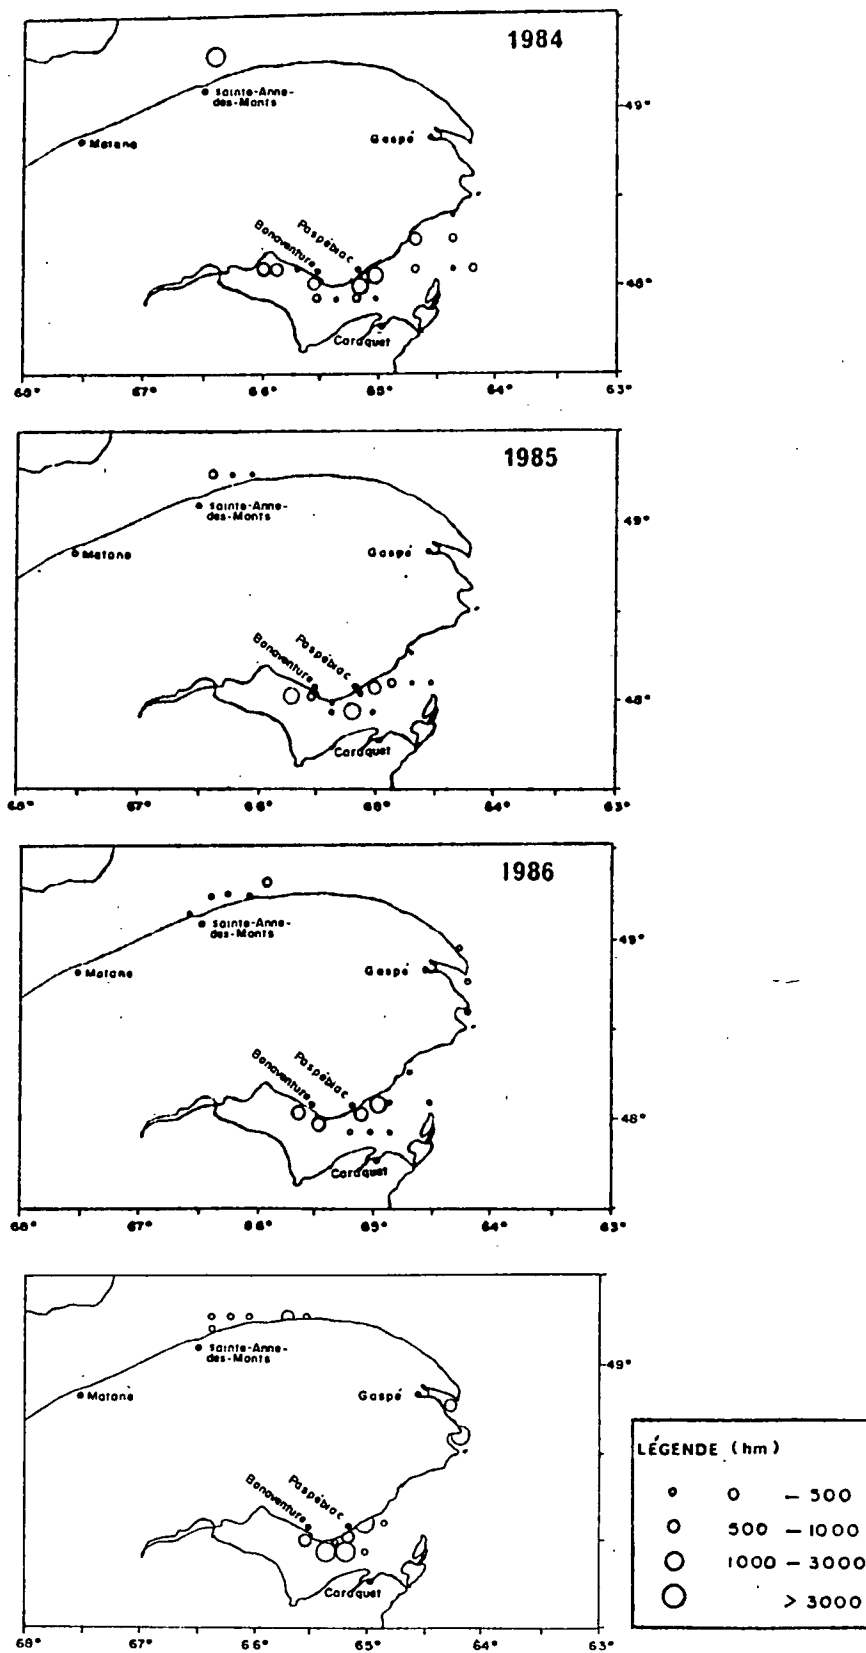 1984
Sainte-Anne-
des-Monts
49°
Matane
Gaspé
Paspébiac
Bonaventure
48°
Caraquet
68° 67° 66° 65° 64° 63°
1985
Sainte-Anne-
des-Monts
49°
Matane
Gaspé
Paspébiac
Bonaventure
48°
Caraquet
68° 67° 66° 65° 64° 63°
1986
Sainte-Anne-
des-Monts
49°
Matane
Gaspé
Paspébiac
Bonaventure
48°
Caraquet
68° 67° 66° 65° 64° 63°
Sainte-Anne-
des-Monts
49°
Matane
Gaspé
Paspébiac
Bonaventure
Caraquet
68° 67° 66° 65° 64° 63°
LÉGENDE (hm)
0 – 500
500 – 1000
1000 – 3000
> 3000